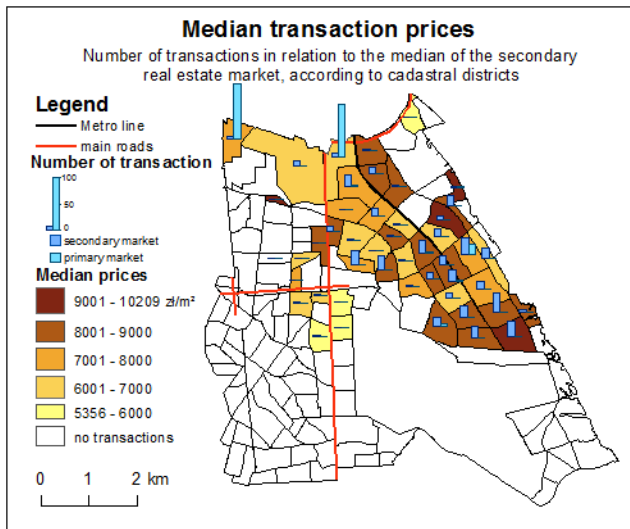 Median transaction prices
Number of transactions in relation to the median of the secondary
real estate market, according to cadastral districts
Legend
Metro line
main roads
Number of transaction
100
50
0
secondary market
primary market
Median prices
9001 - 10209 zł/m²
8001 - 9000
7001 - 8000
6001 - 7000
5356 - 6000
no transactions
0 1 2 km